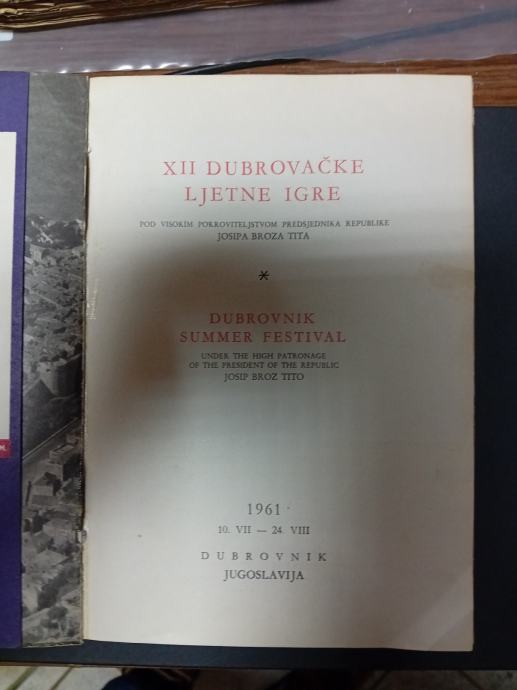 XII DUBROVAČKE
LJETNE IGRE
POD VISOKIM POKROVITELJSTVOM PREDSJEDNIKA REPUBLIKE
JOSIPA BROZA TITA
*
DUBROVNIK
SUMMER FESTIVAL
UNDER THE HIGH PATRONAGE
OF THE PRESIDENT OF THE REPUBLIC
JOSIP BROZ TITO
1961
10. VII — 24. VIII
DUBROVNIK
JUGOSLAVIJA